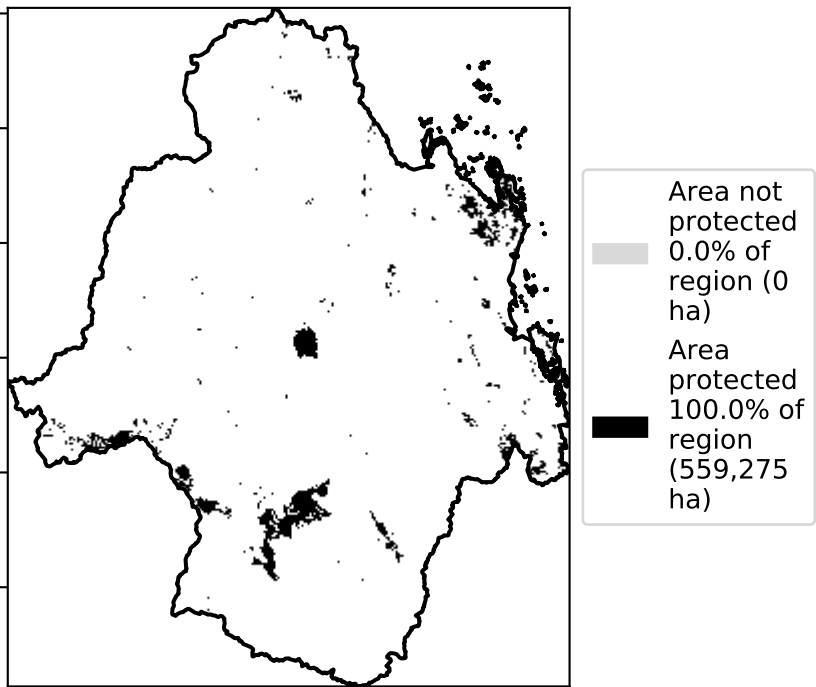 Area not
protected
0.0% of
region (0
ha)
Area
protected
100.0% of
region
(559,275
ha)